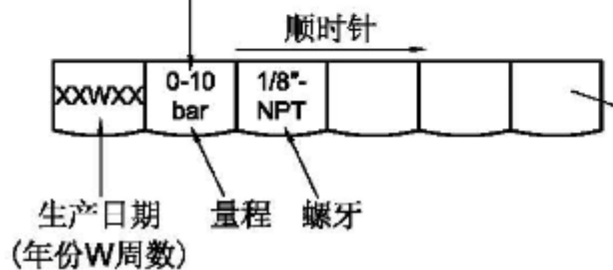 顺时针
XXWXX
0-10
bar
1/8"-
NPT
生产日期
(年份W周数)
量程
螺牙